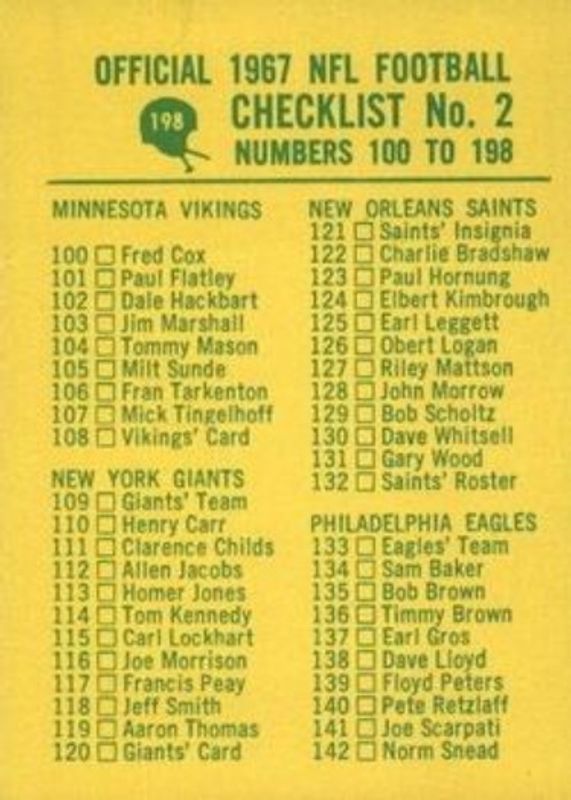 OFFICIAL 1967 NFL FOOTBALL
198
CHECKLIST No. 2
NUMBERS 100 TO 198
MINNESOTA VIKINGS
100 □ Fred Cox
101 □ Paul Flatley
102 □ Dale Hackbart
103 □ Jim Marshall
104 □ Tommy Mason
105 □ Milt Sunde
106 □ Fran Tarkenton
107 □ Mick Tingelhoff
108 □ Vikings' Card
NEW YORK GIANTS
109 □ Giants' Team
110 □ Henry Carr
111 □ Clarence Childs
112 □ Allen Jacobs
113 □ Homer Jones
114 □ Tom Kennedy
115 □ Carl Lockhart
116 □ Joe Morrison
117 □ Francis Peay
118 □ Jeff Smith
119 □ Aaron Thomas
120 □ Giants' Card
NEW ORLEANS SAINTS
121 □ Saints' Insignia
122 □ Charlie Bradshaw
123 □ Paul Hornung
124 □ Elbert Kimbrough
125 □ Earl Leggett
126 □ Obert Logan
127 □ Riley Mattson
128 □ John Morrow
129 □ Bob Scholtz
130 □ Dave Whitsell
131 □ Gary Wood
132 □ Saints' Roster
PHILADELPHIA EAGLES
133 □ Eagles' Team
134 □ Sam Baker
135 □ Bob Brown
136 □ Timmy Brown
137 □ Earl Gros
138 □ Dave Lloyd
139 □ Floyd Peters
140 □ Pete Retzlaff
141 □ Joe Scarpati
142 □ Norm Snead